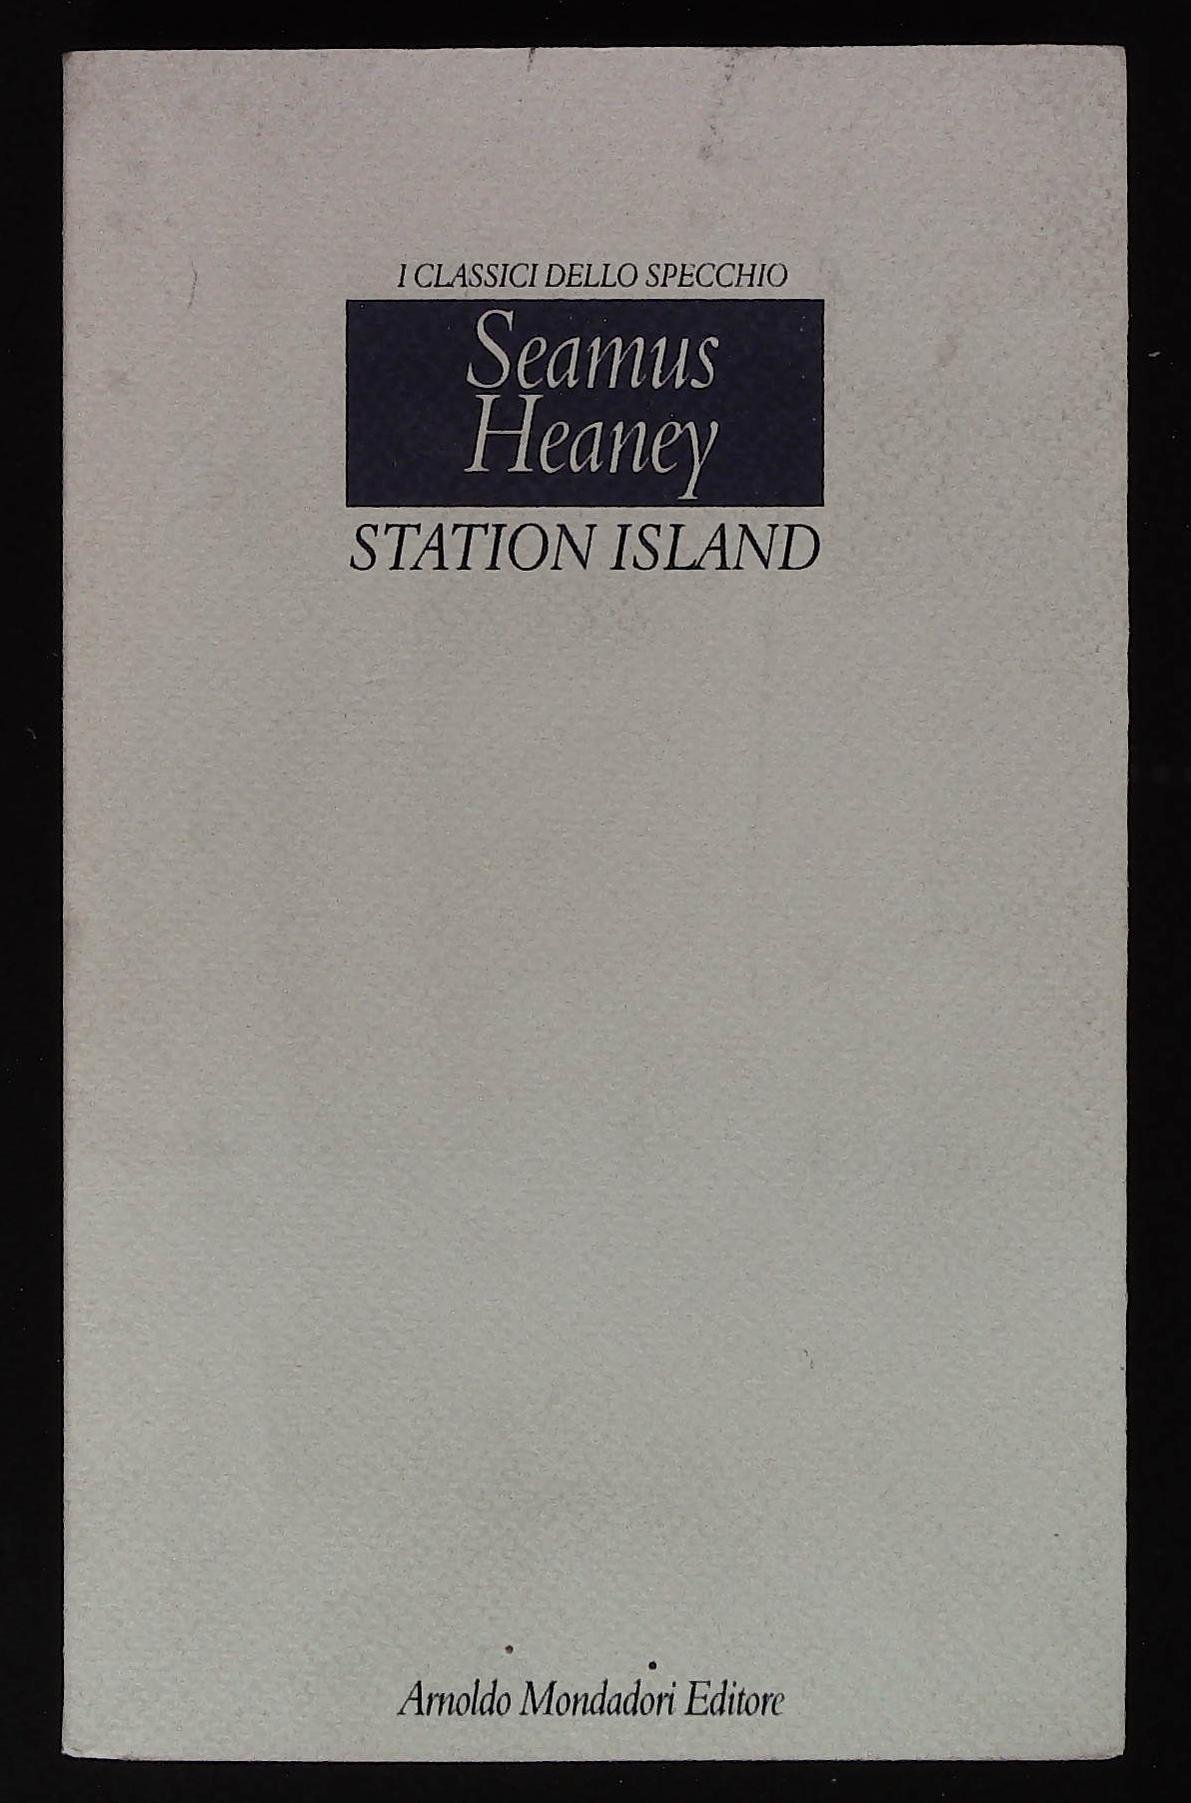 I CLASSICI DELLO SPECCHIO
Seamus
Heaney
STATION ISLAND
Arnoldo Mondadori Editore